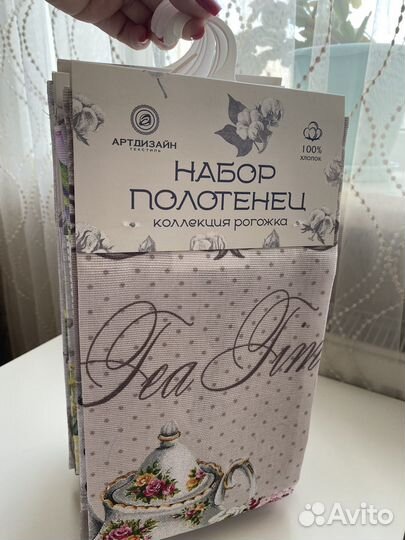 АРТДИЗАЙН
ТЕКСТИЛЬ
100%
ХЛОПОК
НАБОР
ПОЛОТЕНЕЦ
КОЛЛЕКЦИЯ РОГОЖКА
Tea Time
Avito